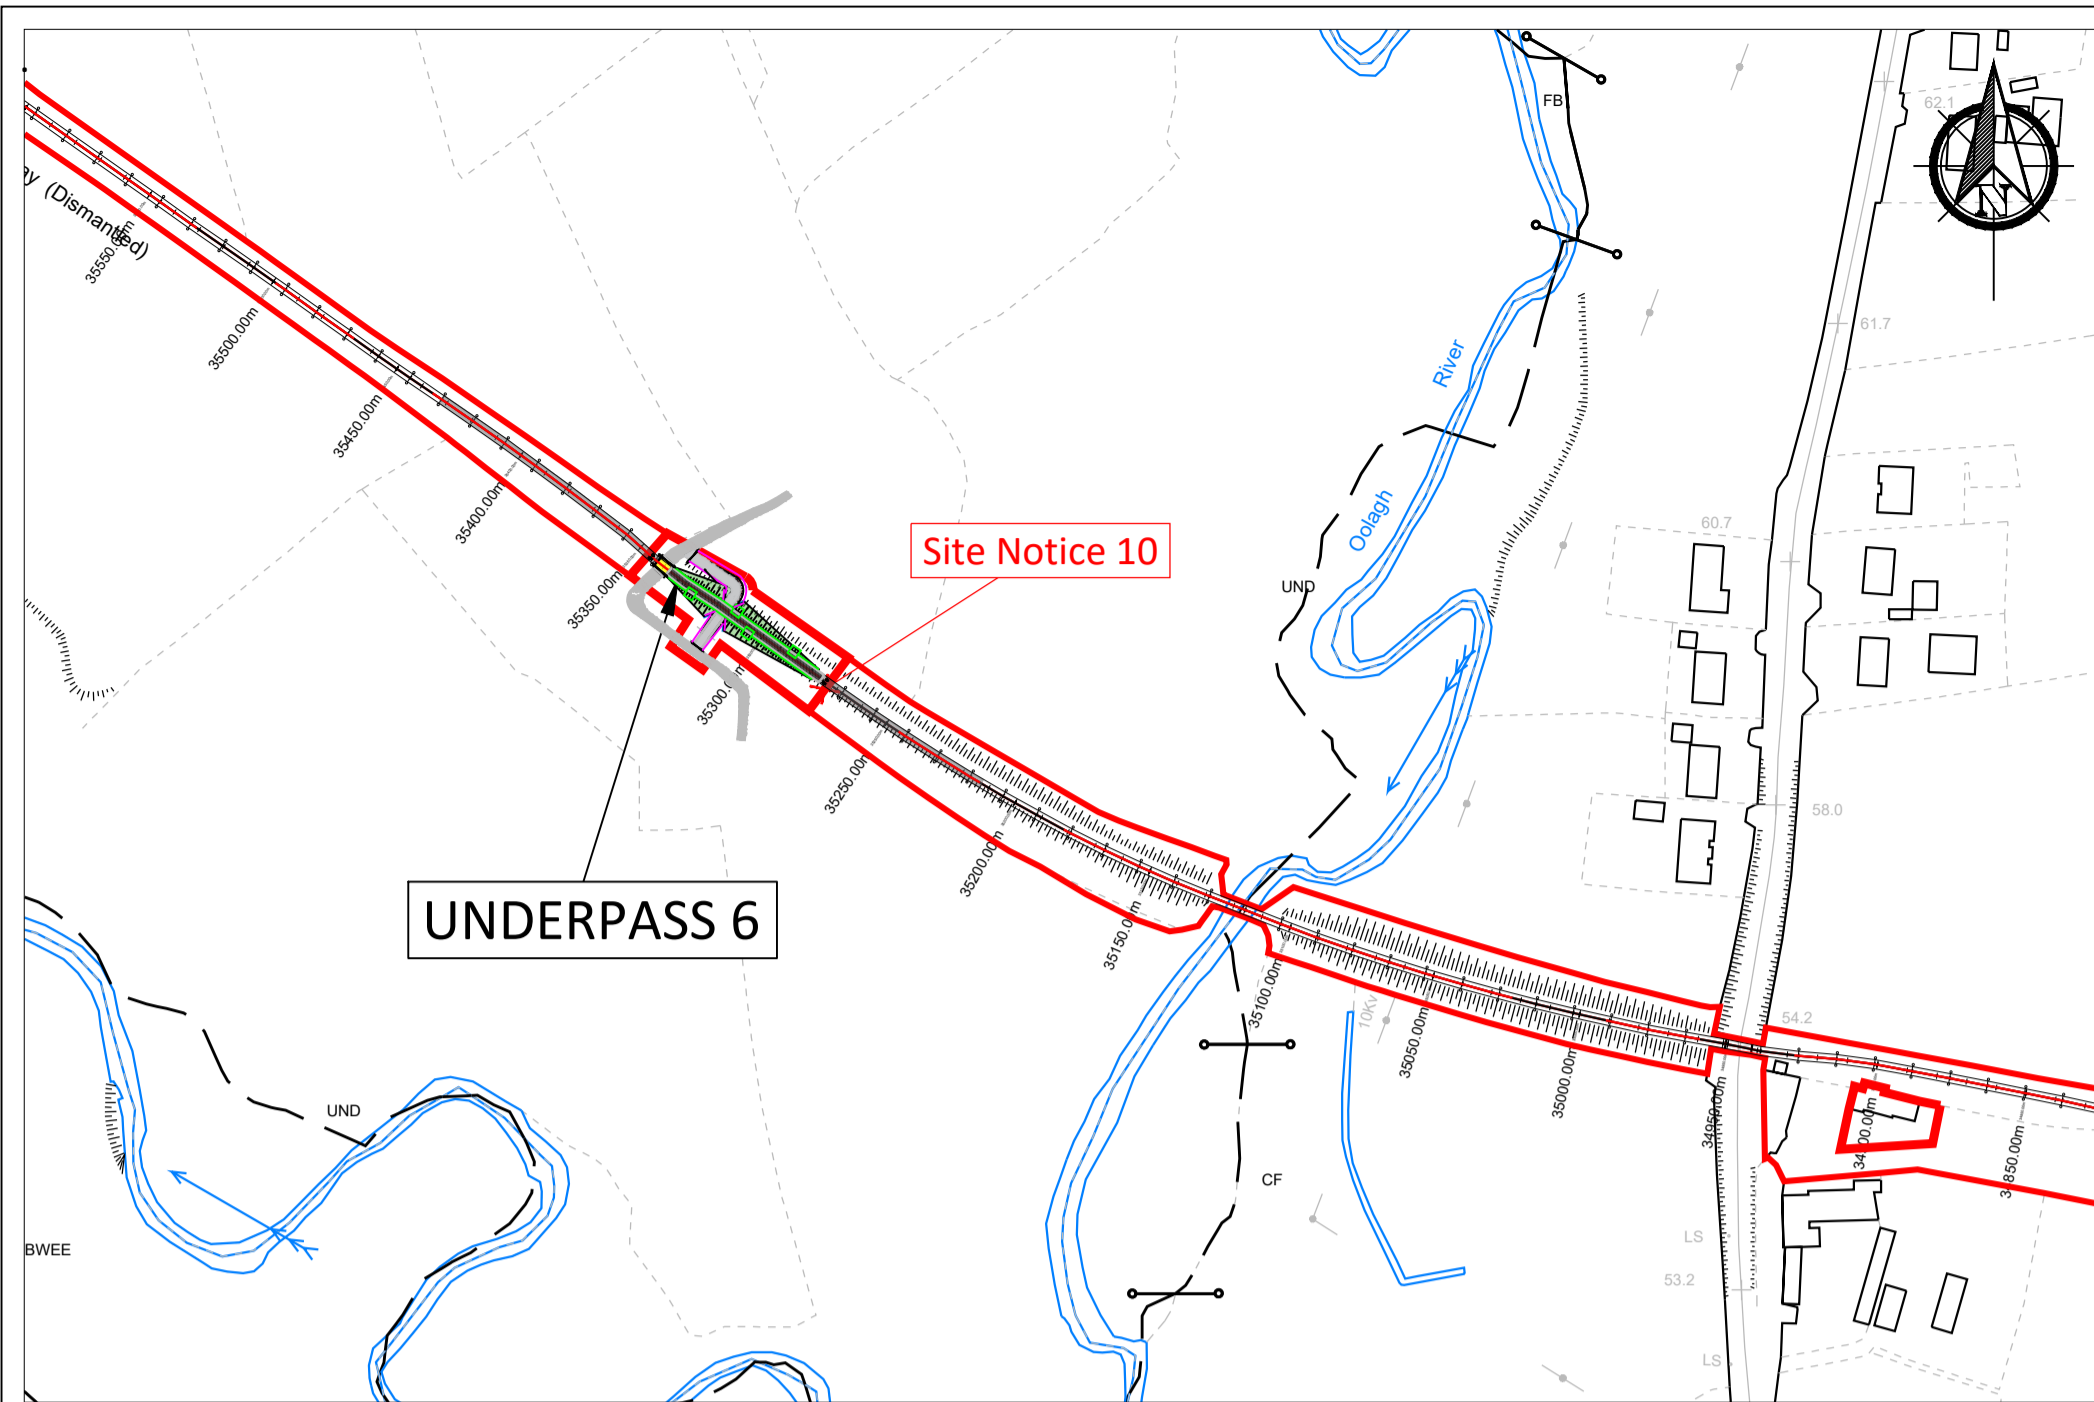 FB
62.1
N
ay (Dismantled)
35550.00m
35500.00m
61.7
River
35450.00m
35400.00m
Oolagh
60.7
Site Notice 10
UND
35350.00m
35300.00m
35250.00m
58.0
35200.00m
UNDERPASS 6
35150.00m
35100.00m
10Kv
54.2
35050.00m
35000.00m
34950.00m
34900.00m
34850.00m
UND
CF
BWEE
LS
53.2
LS